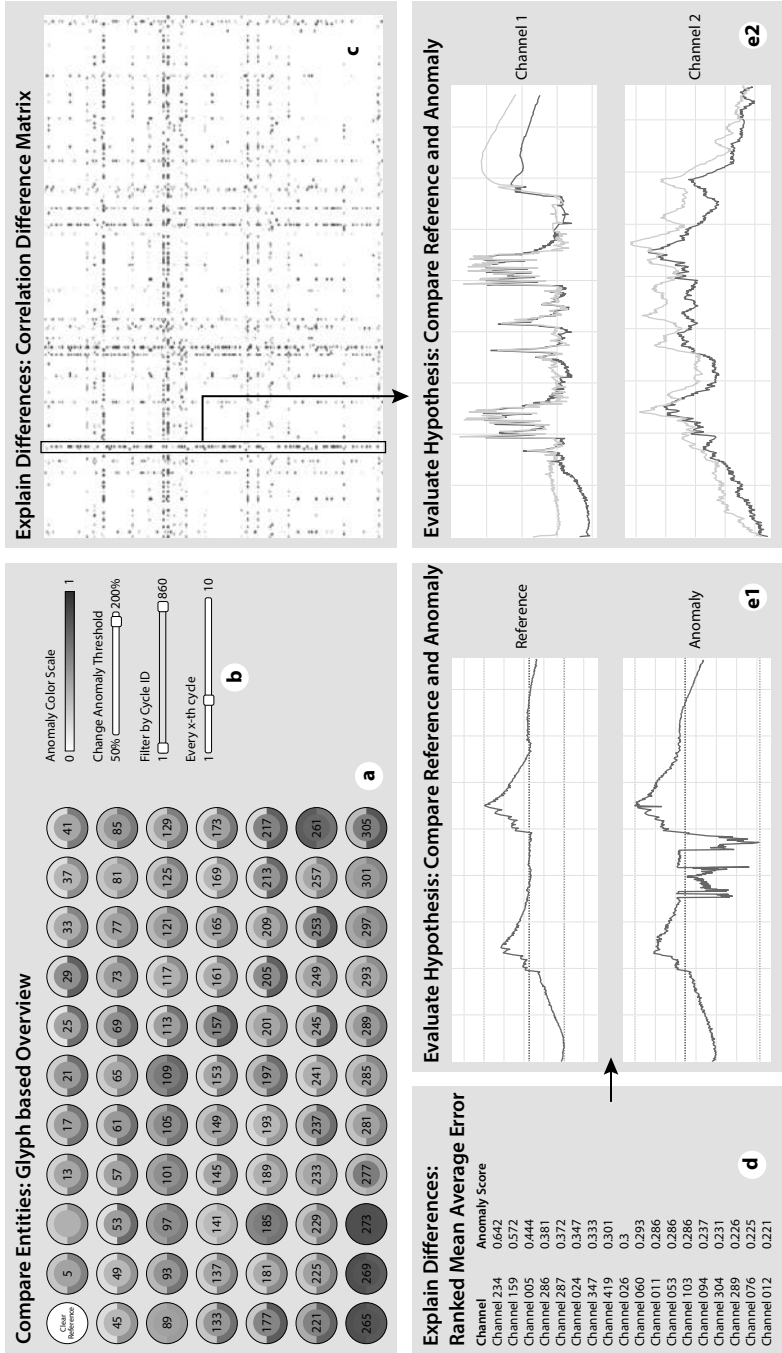 Compare Entities: Glyph based Overview
Clear
Reference
5
13
17
21
25
29
33
37
41
45
49
53
57
61
65
69
73
77
81
85
89
93
97
101
105
109
113
117
121
125
129
133
137
141
145
149
153
157
161
165
169
173
177
181
185
189
193
197
201
205
209
213
217
221
225
229
233
237
241
245
249
253
257
261
265
269
273
277
281
285
289
293
297
301
305
a
Anomaly Color Scale
0
1
Change Anomaly Threshold
50%
200%
Filter by Cycle ID
1
860
Every x-th cycle
1
10
b
Explain Differences: Correlation Difference Matrix
c
Explain Differences:
Ranked Mean Average Error
Channel Anomaly Score
Channel 234 0.642
Channel 159 0.572
Channel 005 0.444
Channel 286 0.381
Channel 287 0.372
Channel 024 0.347
Channel 347 0.333
Channel 419 0.301
Channel 026 0.3
Channel 060 0.293
Channel 011 0.286
Channel 053 0.286
Channel 103 0.286
Channel 094 0.237
Channel 304 0.231
Channel 289 0.226
Channel 076 0.225
Channel 012 0.221
d
Evaluate Hypothesis: Compare Reference and Anomaly
Reference
Anomaly
e1
Evaluate Hypothesis: Compare Reference and Anomaly
Channel 1
Channel 2
e2